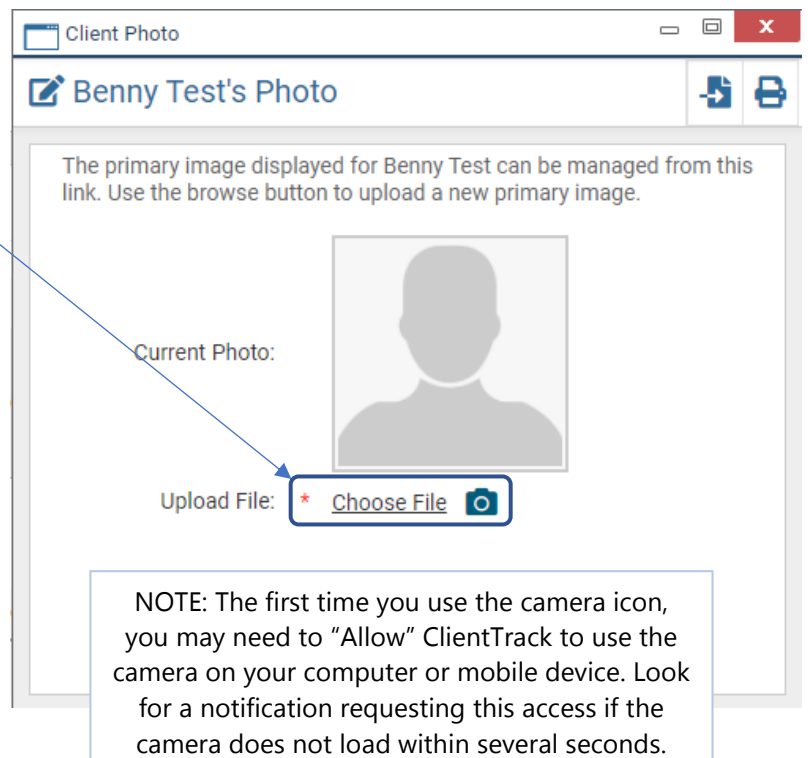 Client Photo
x
Benny Test's Photo
The primary image displayed for Benny Test can be managed from this
link. Use the browse button to upload a new primary image.
Current Photo:
Upload File: * Choose File
NOTE: The first time you use the camera icon,
you may need to “Allow” ClientTrack to use the
camera on your computer or mobile device. Look
for a notification requesting this access if the
camera does not load within several seconds.